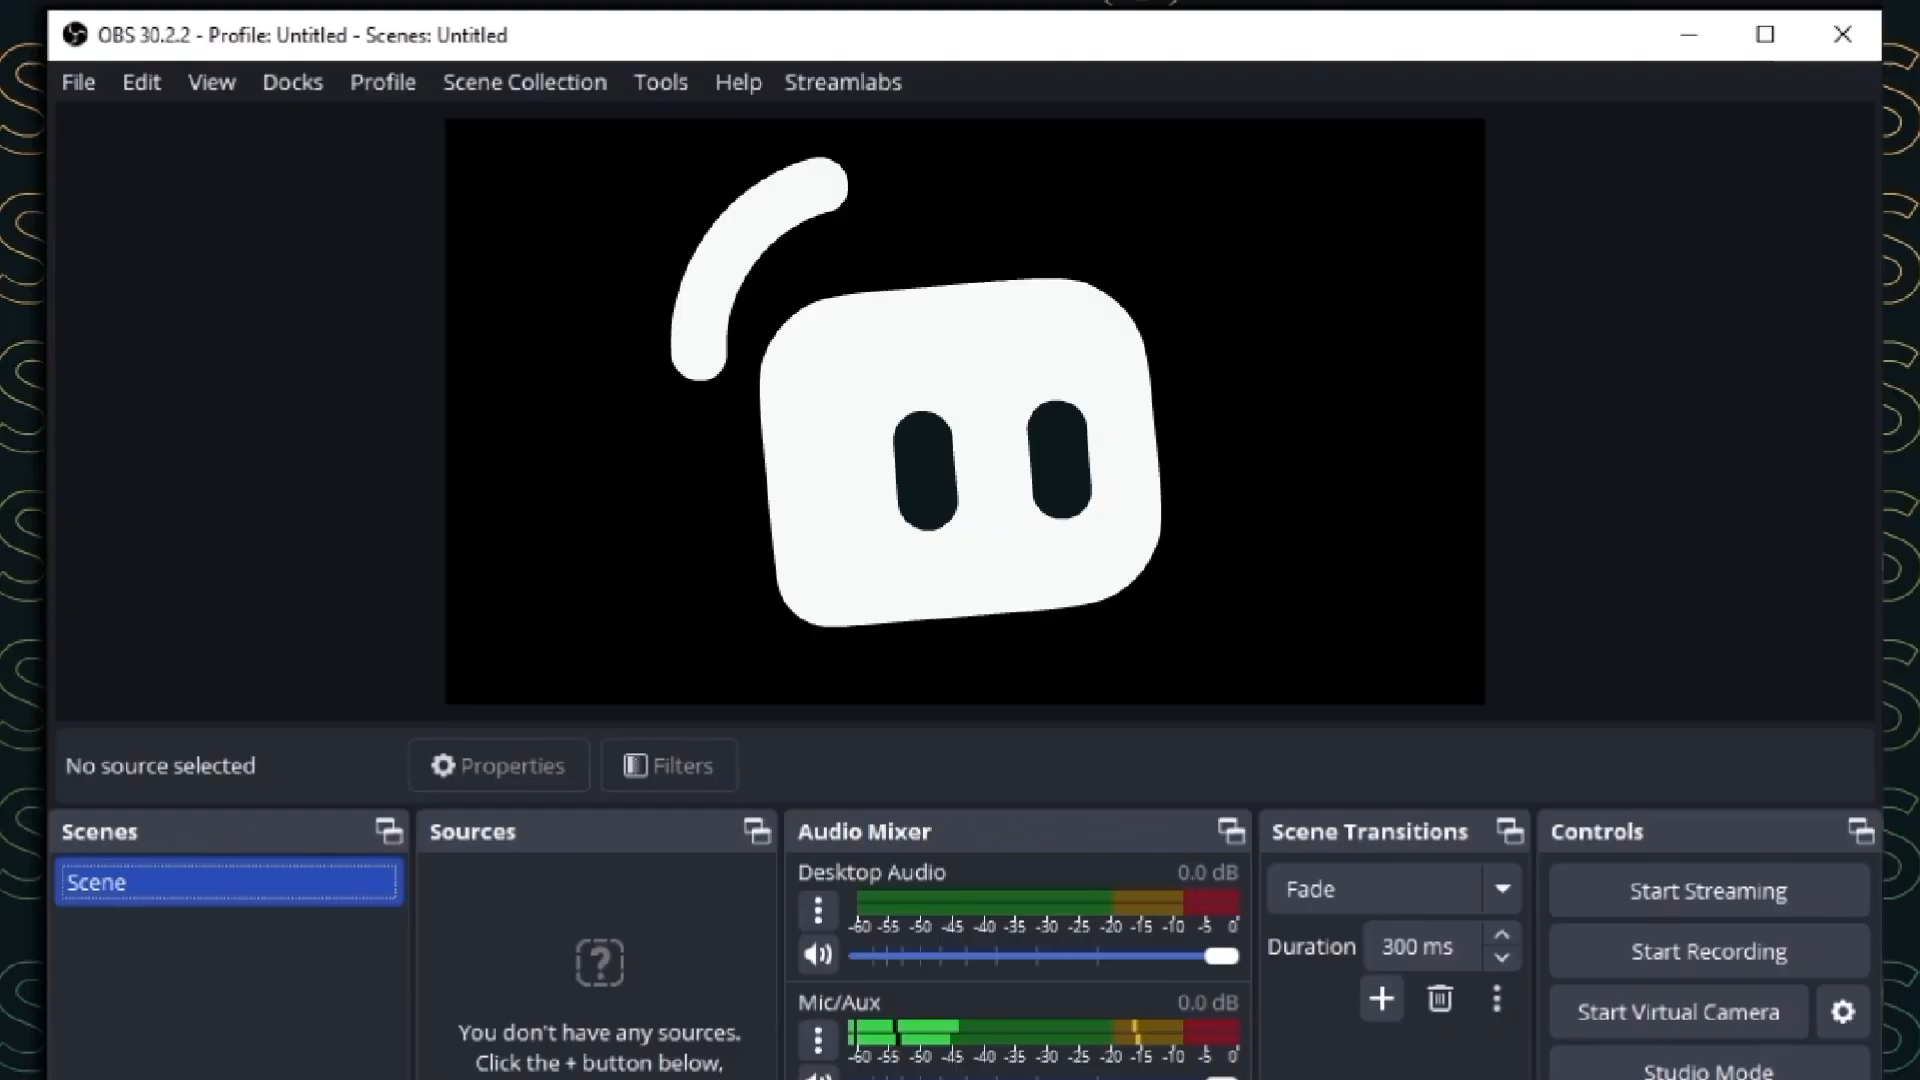 OBS 30.2.2 - Profile: Untitled - Scenes: Untitled
File Edit View Docks Profile Scene Collection Tools Help Streamlabs
No source selected
Properties
Filters
Scenes
Scene
Sources
You don't have any sources.
Click the + button below,
Audio Mixer
Desktop Audio 0.0 dB
-60 -55 -50 -45 -40 -35 -30 -25 -20 -15 -10 -5 0
Mic/Aux 0.0 dB
-60 -55 -50 -45 -40 -35 -30 -25 -20 -15 -10 -5 0
Scene Transitions
Fade
Duration 300 ms
Controls
Start Streaming
Start Recording
Start Virtual Camera
Studio Mode